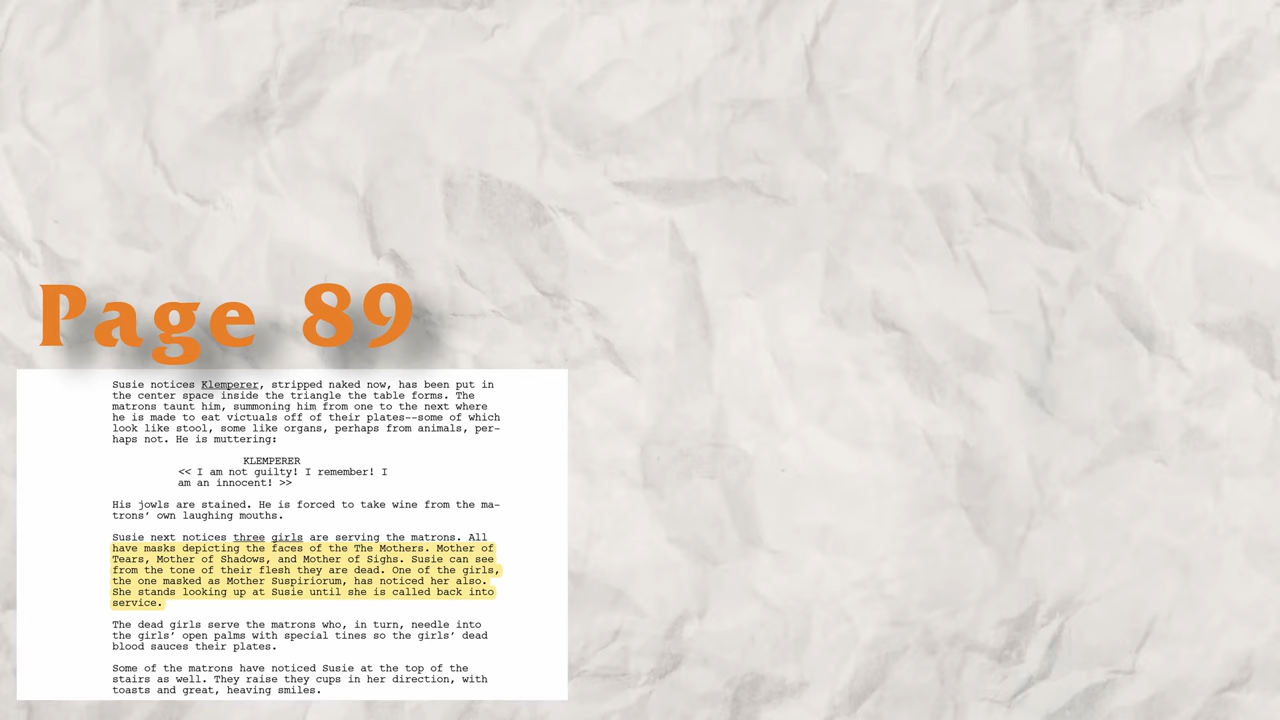 Page 89
Susie notices Klemperer, stripped naked now, has been put in
the center space inside the triangle the table forms. The
matrons taunt him, summoning him from one to the next where
he is made to eat victuals off of their plates--some of which
look like stool, some like organs, perhaps from animals, per-
haps not. He is muttering:
KLEMPERER
<< I am not guilty! I remember! I
am an innocent! >>
His jowls are stained. He is forced to take wine from the ma-
trons' own laughing mouths.
Susie next notices three girls are serving the matrons. All
have masks depicting the faces of the The Mothers. Mother of
Tears, Mother of Shadows, and Mother of Sighs. Susie can see
from the tone of their flesh they are dead. One of the girls,
the one masked as Mother Suspiriorum, has noticed her also.
She stands looking up at Susie until she is called back into
service.
The dead girls serve the matrons who, in turn, needle into
the girls' open palms with special tines so the girls' dead
blood sauces their plates.
Some of the matrons have noticed Susie at the top of the
stairs as well. They raise they cups in her direction, with
toasts and great, heaving smiles.